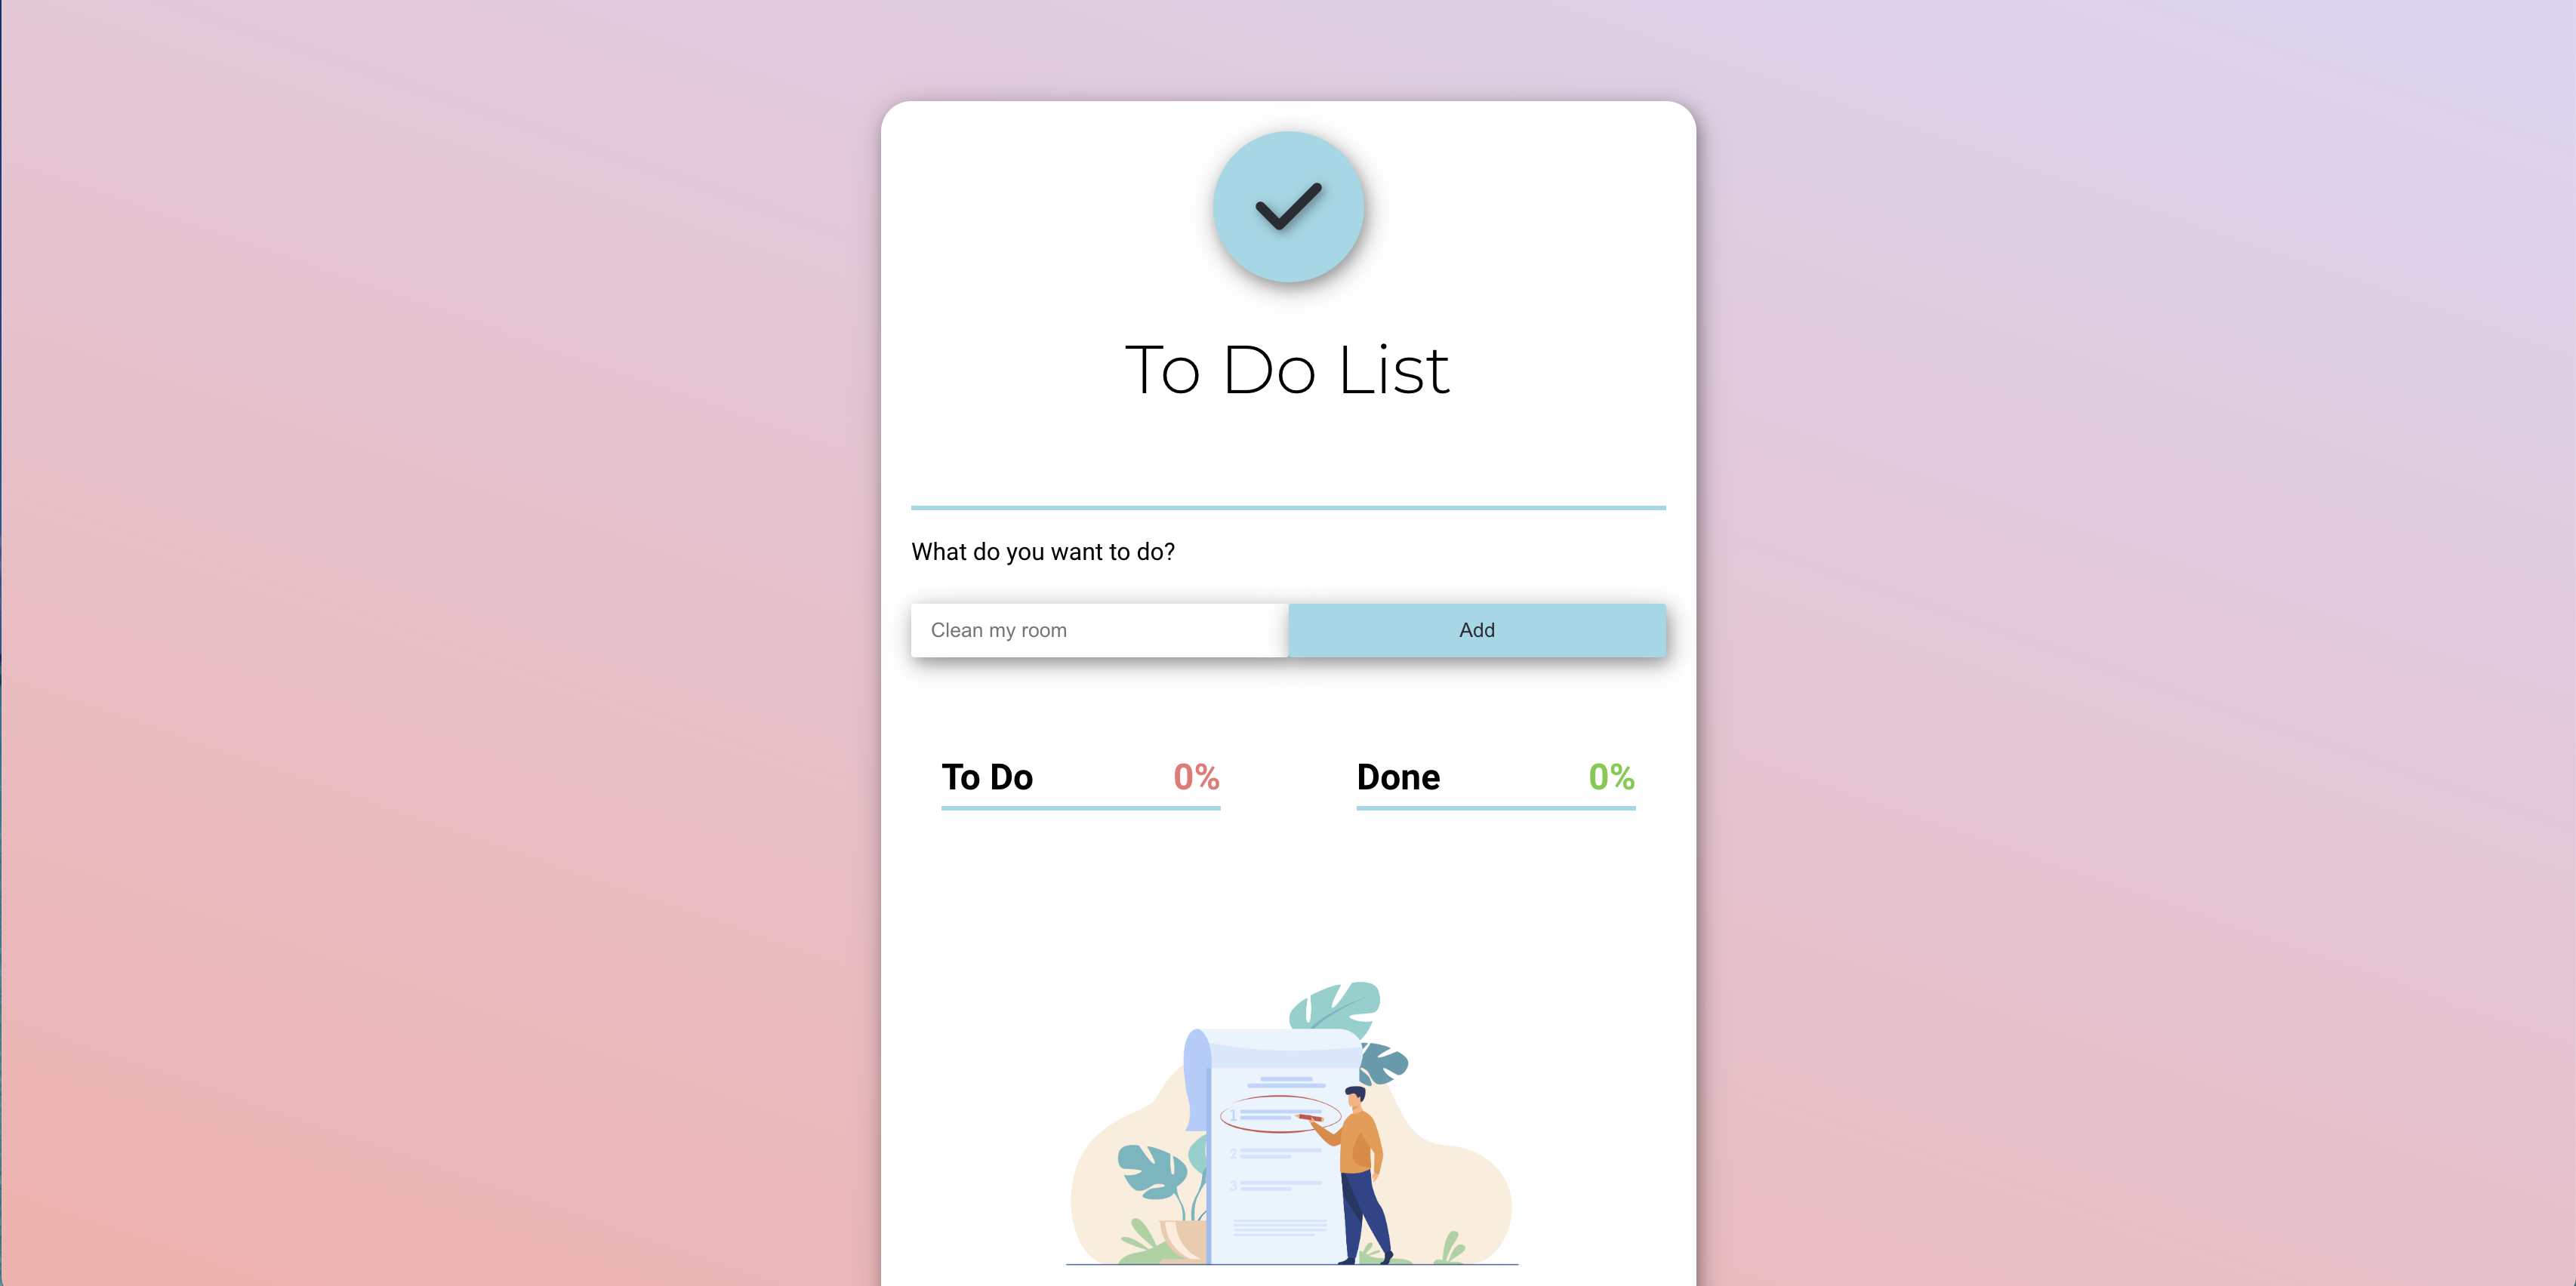 To Do List
What do you want to do?
Clean my room
Add
To Do 0%
Done 0%
1
2
3